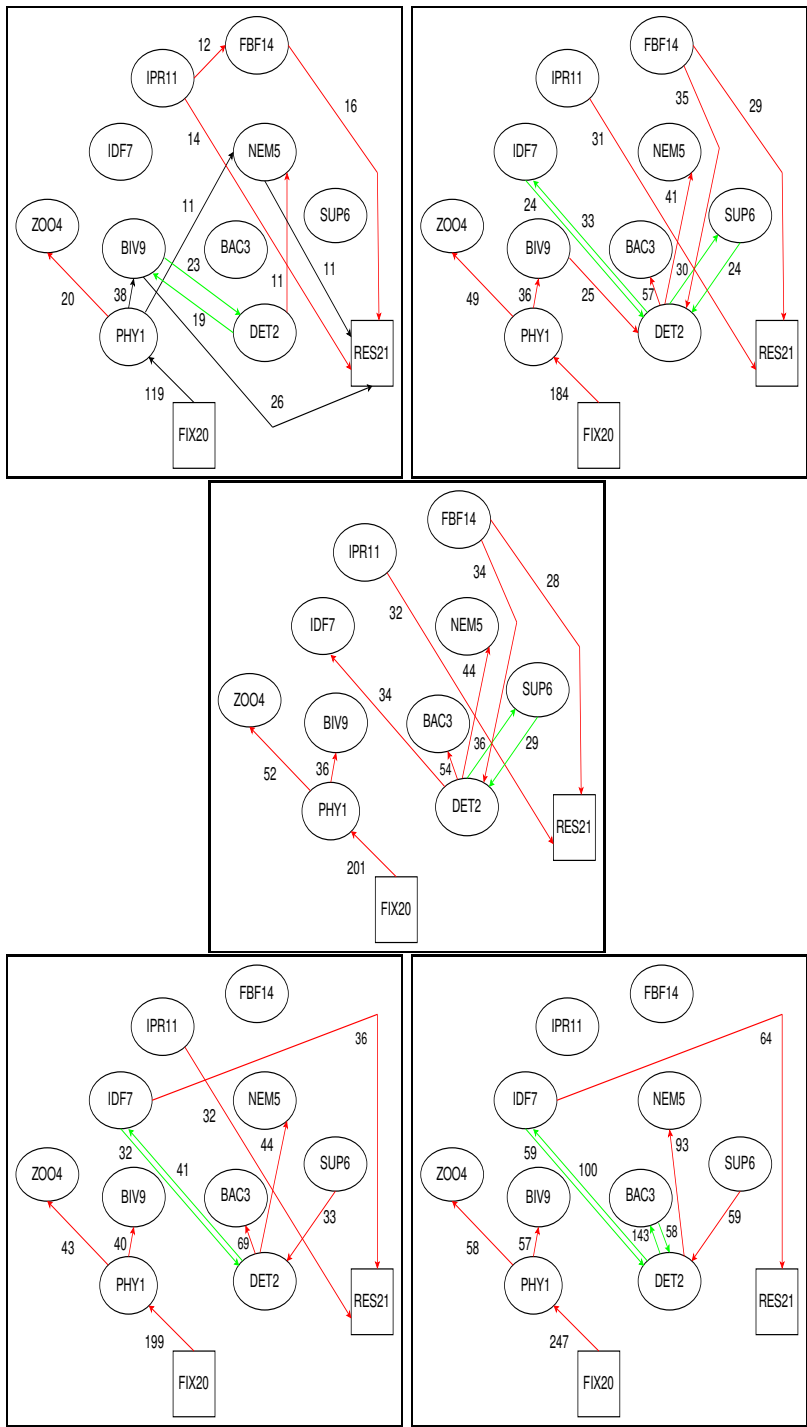 12
FBF14
IPR11
16
14
IDF7
NEM5
11
ZOO4
SUP6
BIV9
BAC3
23
11
11
38
20
19
PHY1
DET2
RES21
119
26
FIX20
FBF14
IPR11
35
29
31
IDF7
NEM5
24
33
41
ZOO4
SUP6
BIV9
BAC3
30
24
49
36
25
57
PHY1
DET2
RES21
184
FIX20
FBF14
IPR11
34
28
32
IDF7
NEM5
44
34
SUP6
ZOO4
BIV9
BAC3
36
29
52
36
54
PHY1
DET2
RES21
201
FIX20
FBF14
IPR11
36
IDF7
NEM5
32
32
44
41
ZOO4
SUP6
BIV9
BAC3
33
43
40
69
PHY1
DET2
RES21
199
FIX20
FBF14
IPR11
64
IDF7
NEM5
59
93
100
ZOO4
SUP6
BIV9
BAC3
59
58
57
143
58
PHY1
DET2
RES21
247
FIX20